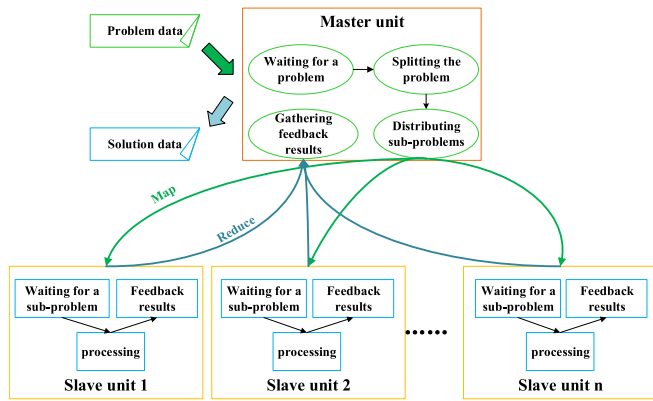 Master unit
Problem data
Waiting for a
problem
Splitting the
problem
Solution data
Gathering
feedback
results
Distributing
sub-problems
Map
Reduce
Waiting for a
sub-problem
Feedback
results
processing
Slave unit 1
Waiting for a
sub-problem
Feedback
results
processing
Slave unit 2
......
Waiting for a
sub-problem
Feedback
results
processing
Slave unit n